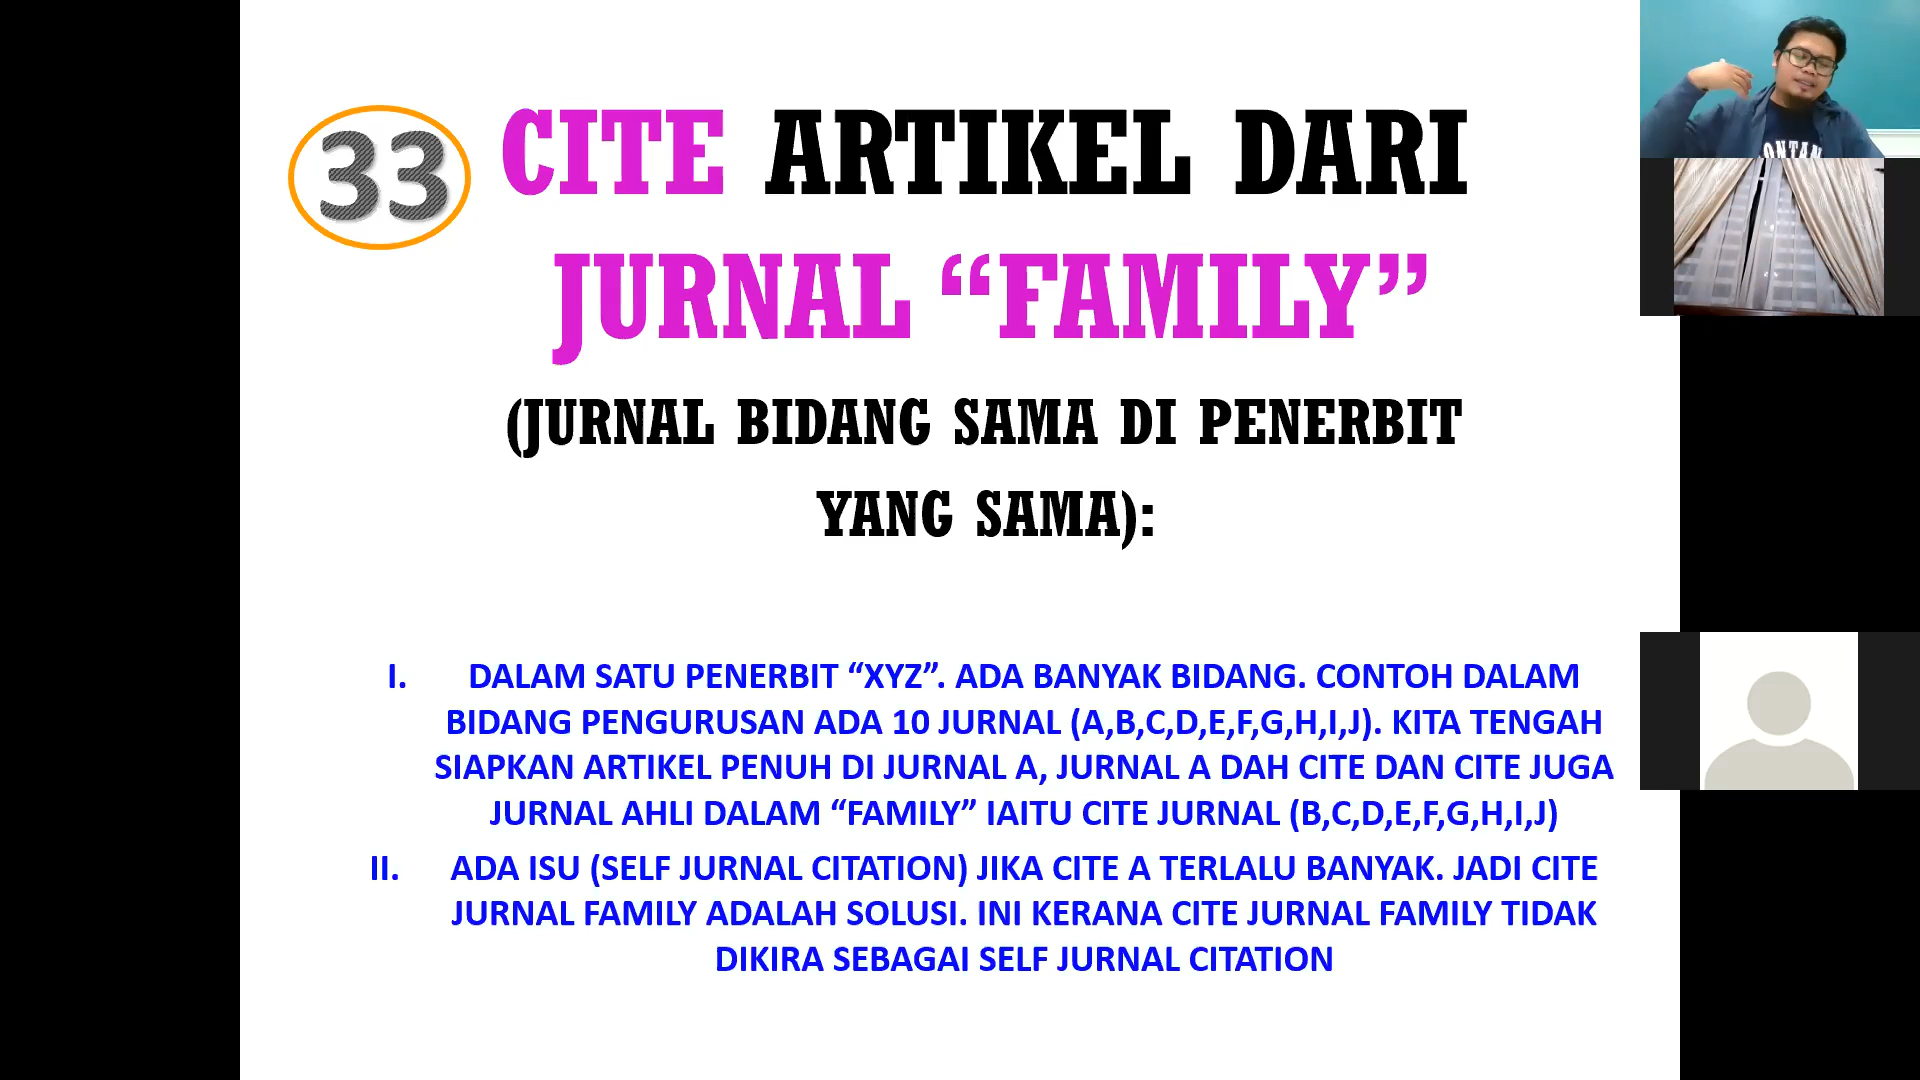 33
CITE ARTIKEL DARI
JURNAL “FAMILY”
(JURNAL BIDANG SAMA DI PENERBIT
YANG SAMA):
I. DALAM SATU PENERBIT “XYZ”. ADA BANYAK BIDANG. CONTOH DALAM
BIDANG PENGURUSAN ADA 10 JURNAL (A,B,C,D,E,F,G,H,I,J). KITA TENGAH
SIAPKAN ARTIKEL PENUH DI JURNAL A, JURNAL A DAH CITE DAN CITE JUGA
JURNAL AHLI DALAM “FAMILY” IAITU CITE JURNAL (B,C,D,E,F,G,H,I,J)
II. ADA ISU (SELF JURNAL CITATION) JIKA CITE A TERLALU BANYAK. JADI CITE
JURNAL FAMILY ADALAH SOLUSI. INI KERANA CITE JURNAL FAMILY TIDAK
DIKIRA SEBAGAI SELF JURNAL CITATION